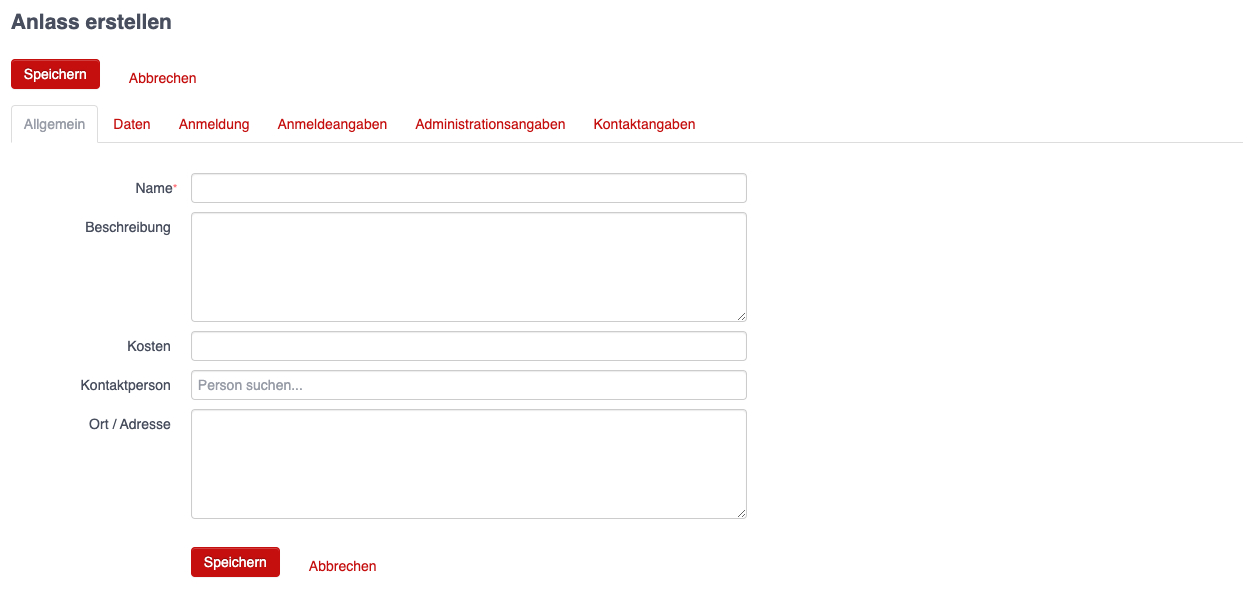 Anlass erstellen
Speichern Abbrechen
Allgemein Daten Anmeldung Anmeldeangaben Administrationsangaben Kontaktangaben
Name*
Beschreibung
Kosten
Kontaktperson Person suchen...
Ort / Adresse
Speichern Abbrechen